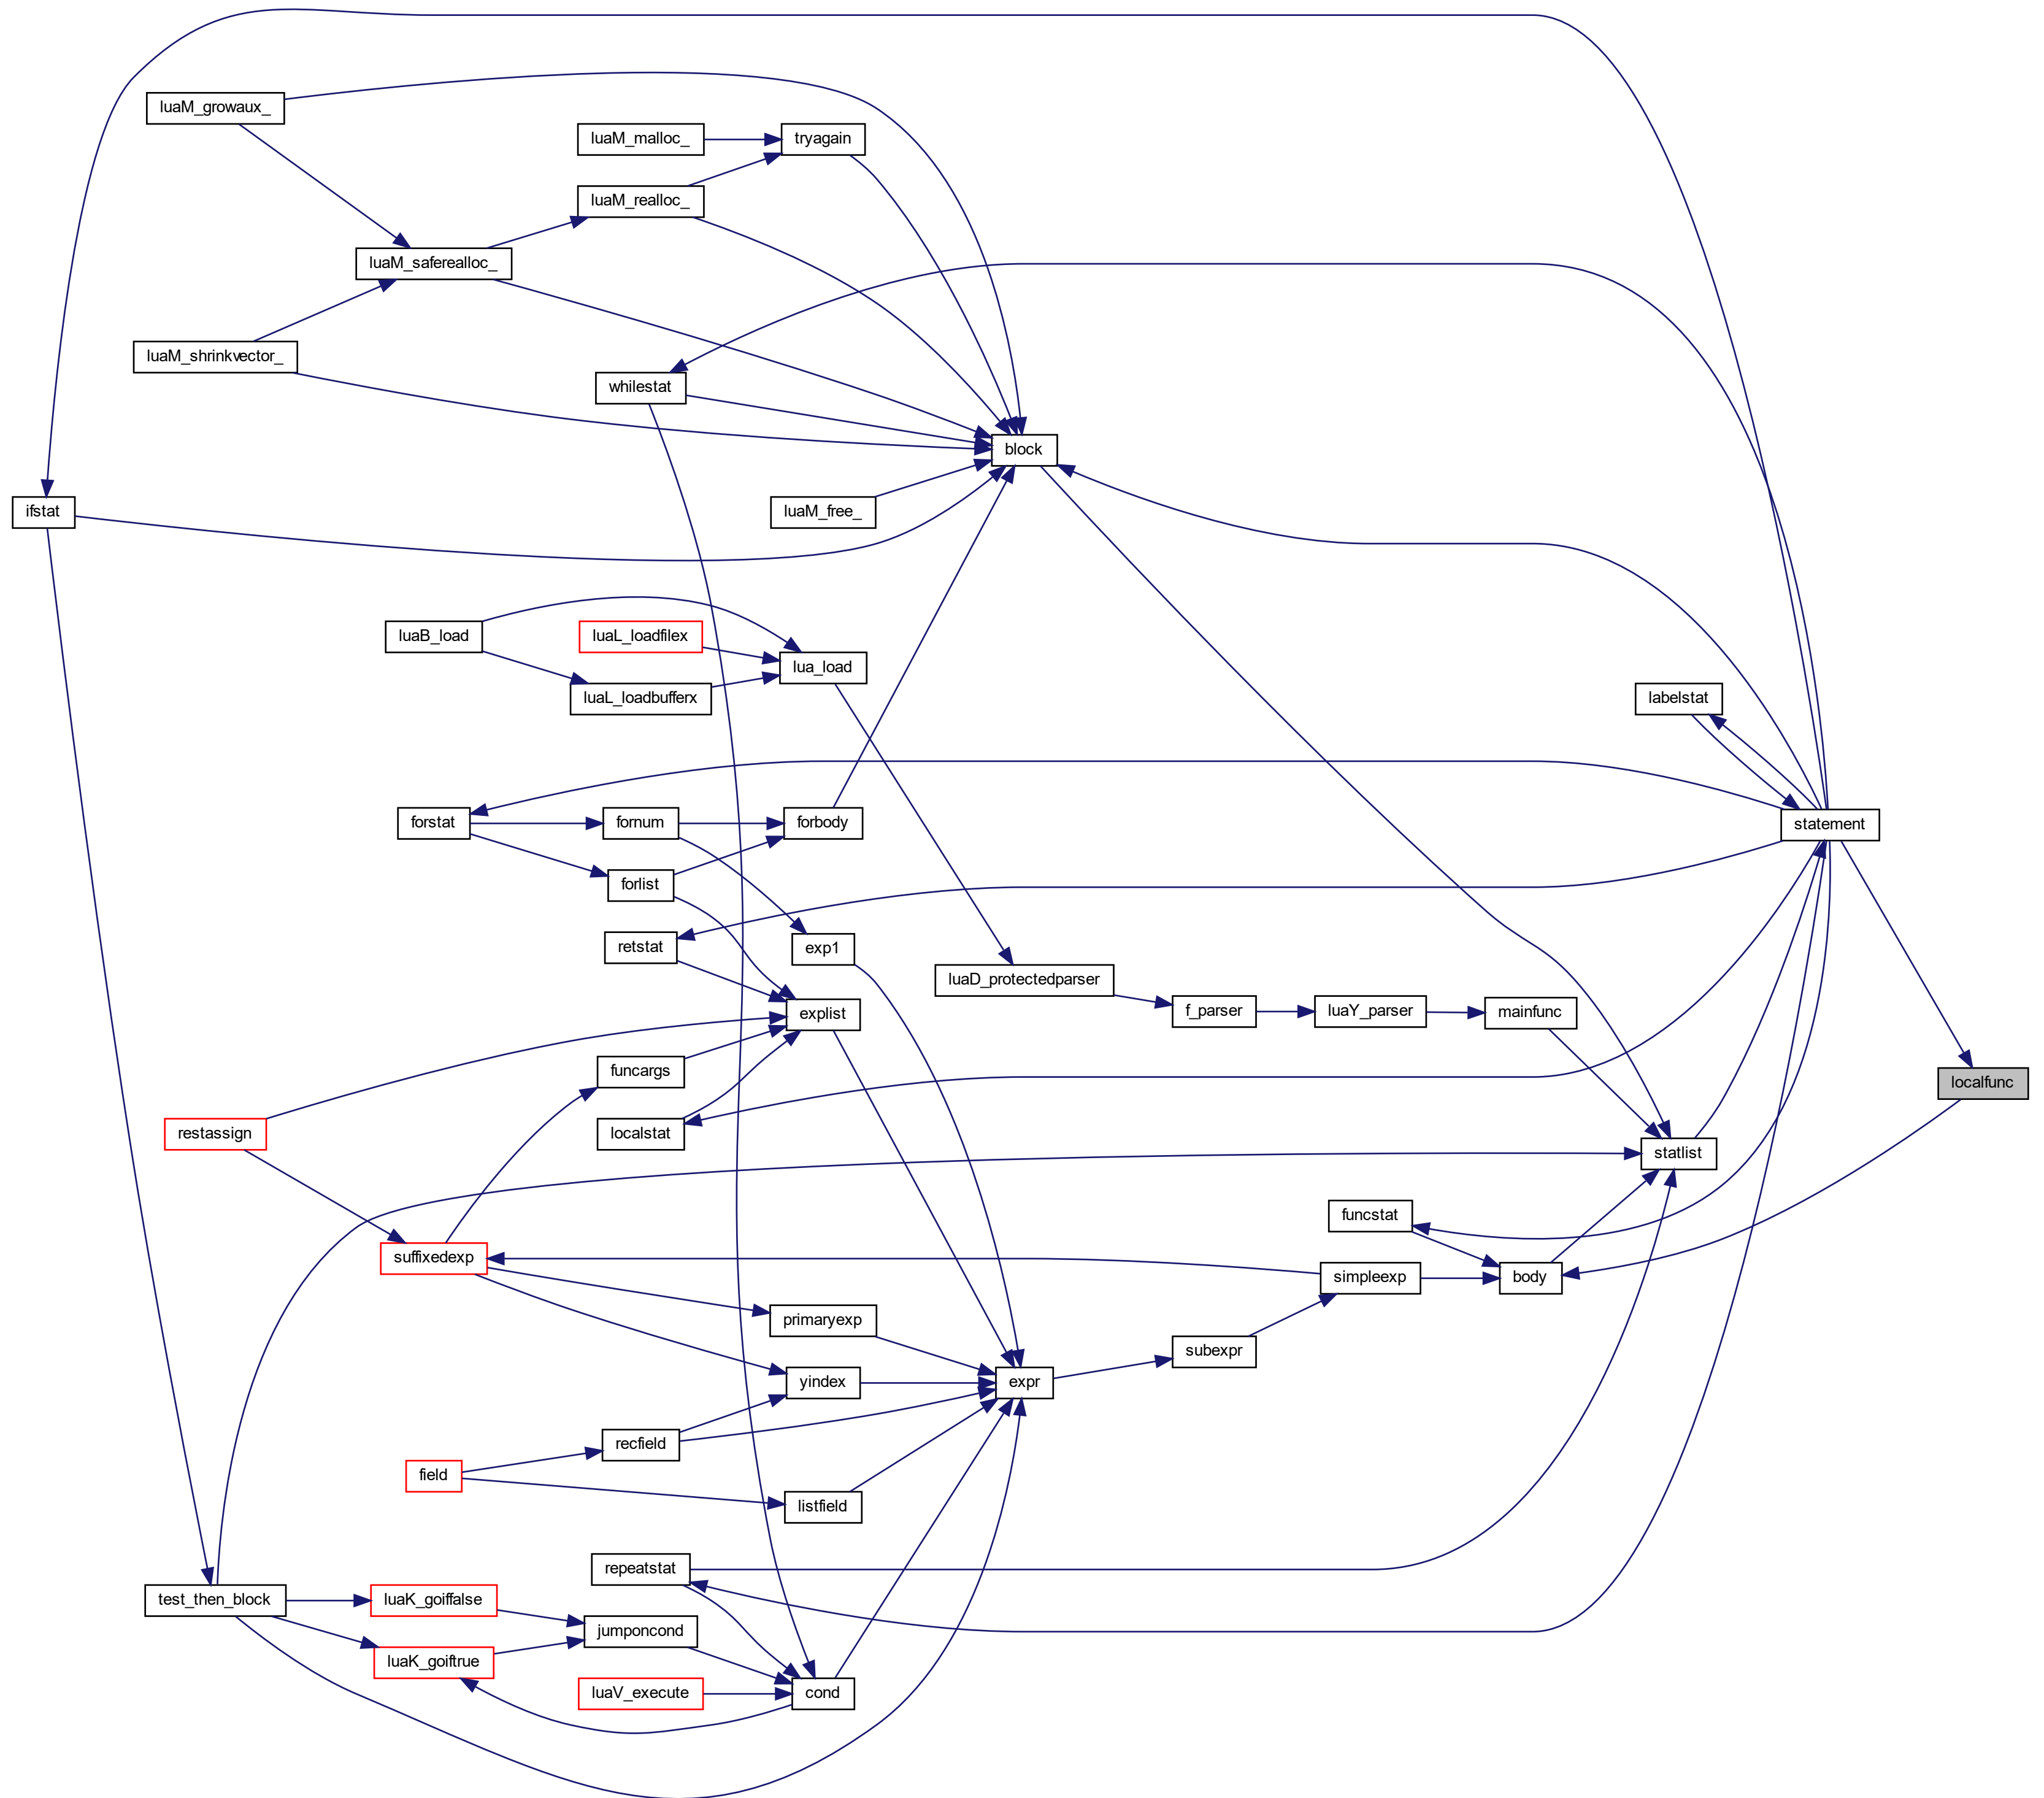 luaM_growaux_
luaM_malloc_
tryagain
luaM_realloc_
luaM_saferealloc_
luaM_shrinkvector_
whilestat
block
ifstat
luaM_free_
luaB_load
luaL_loadfilex
lua_load
luaL_loadbufferx
labelstat
forstat
fornum
forbody
statement
forlist
retstat
exp1
luaD_protectedparser
f_parser
luaY_parser
mainfunc
explist
funcargs
localfunc
restassign
localstat
statlist
funcstat
suffixedexp
simpleexp
body
primaryexp
subexpr
yindex
expr
recfield
field
listfield
repeatstat
test_then_block
luaK_goiffalse
jumponcond
luaK_goiftrue
luaV_execute
cond